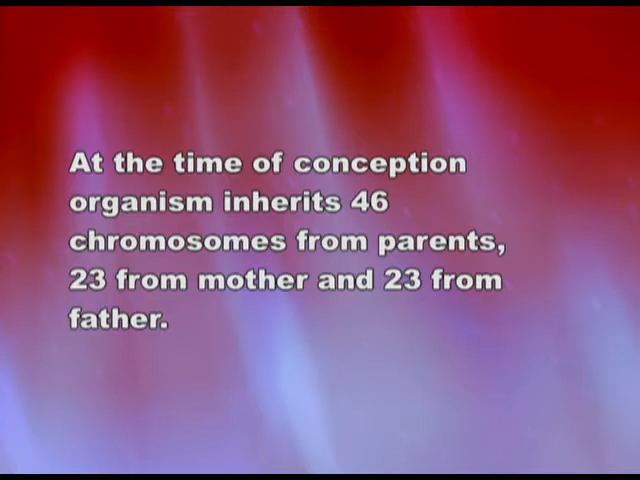 At the time of conception
organism inherits 46
chromosomes from parents,
23 from mother and 23 from
father.